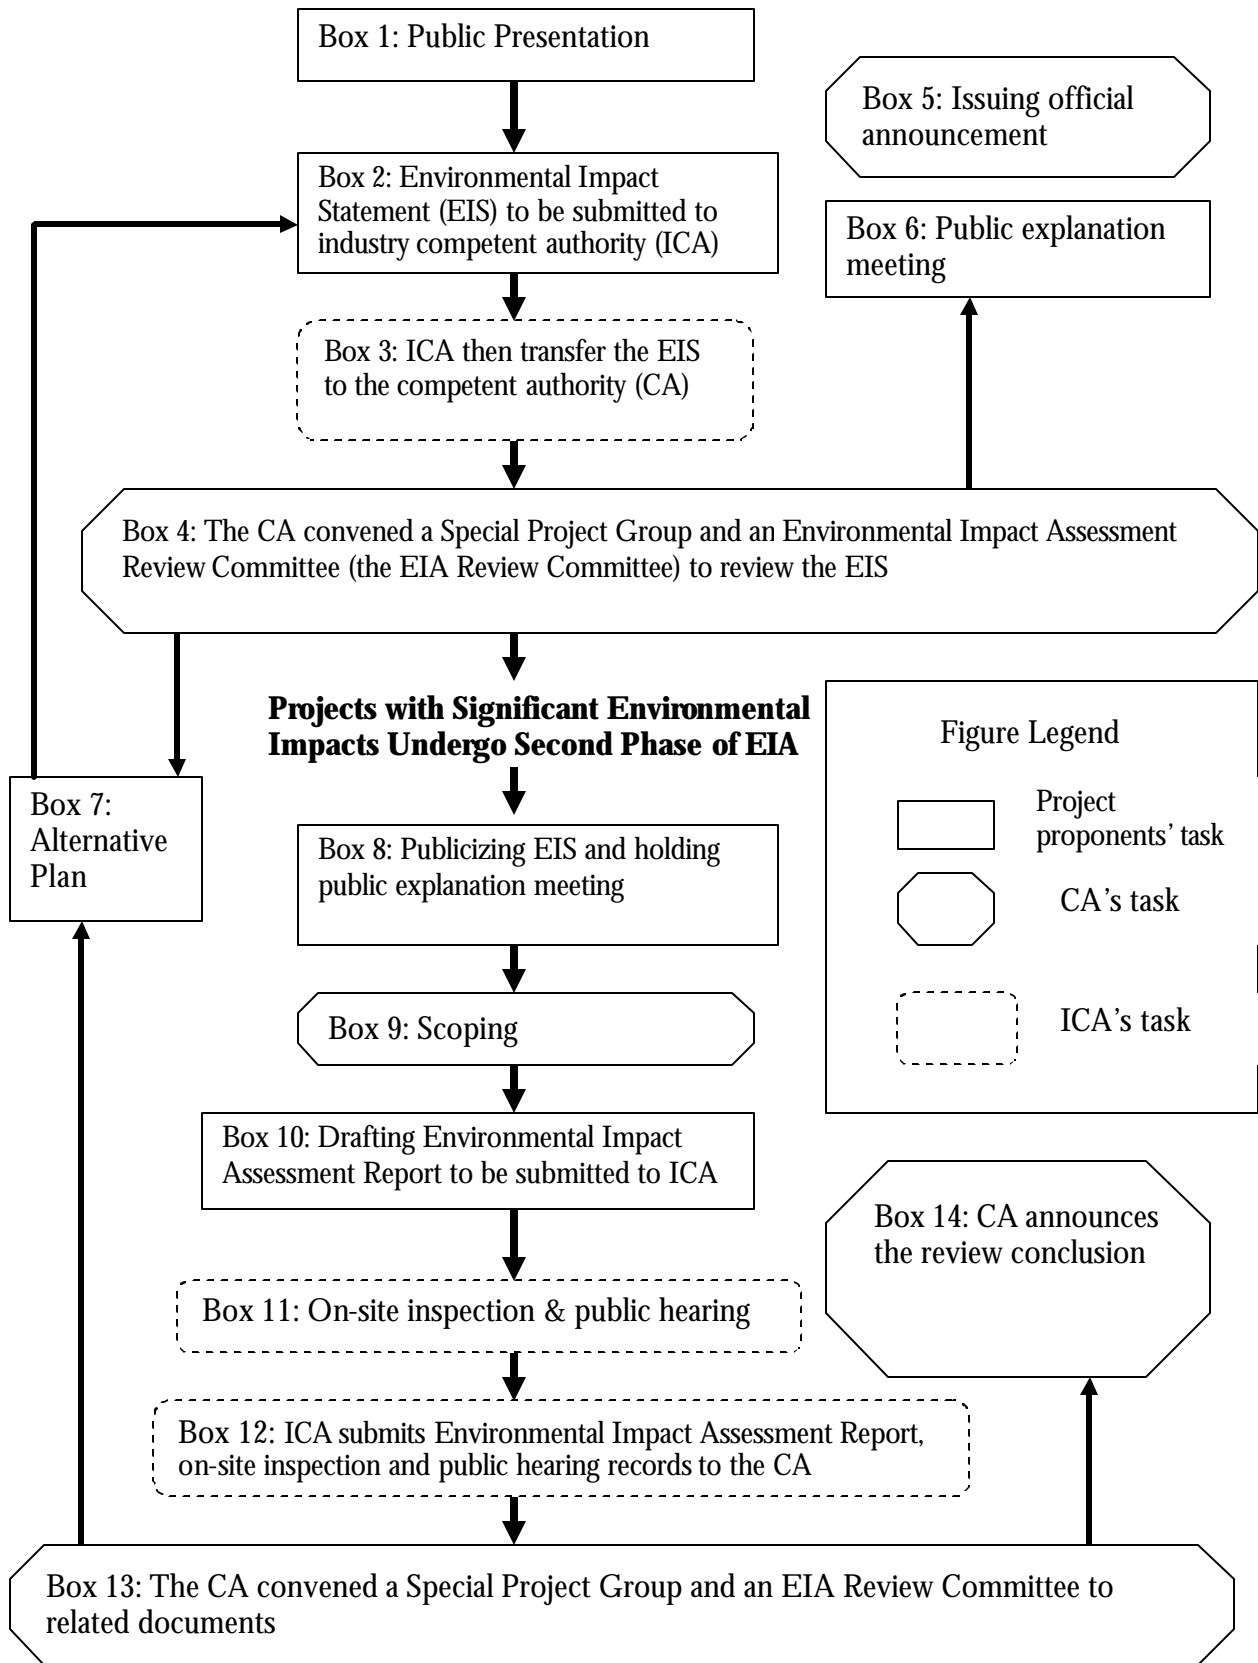 Box 1: Public Presentation
Box 5: Issuing official
announcement
Box 2: Environmental Impact
Statement (EIS) to be submitted to
industry competent authority (ICA)
Box 6: Public explanation
meeting
Box 3: ICA then transfer the EIS
to the competent authority (CA)
Box 4: The CA convened a Special Project Group and an Environmental Impact Assessment
Review Committee (the EIA Review Committee) to review the EIS
Projects with Significant Environmental
Impacts Undergo Second Phase of EIA
Figure Legend
Project
proponents' task
CA's task
ICA's task
Box 7:
Alternative
Plan
Box 8: Publicizing EIS and holding
public explanation meeting
Box 9: Scoping
Box 10: Drafting Environmental Impact
Assessment Report to be submitted to ICA
Box 14: CA announces
the review conclusion
Box 11: On-site inspection & public hearing
Box 12: ICA submits Environmental Impact Assessment Report,
on-site inspection and public hearing records to the CA
Box 13: The CA convened a Special Project Group and an EIA Review Committee to
related documents